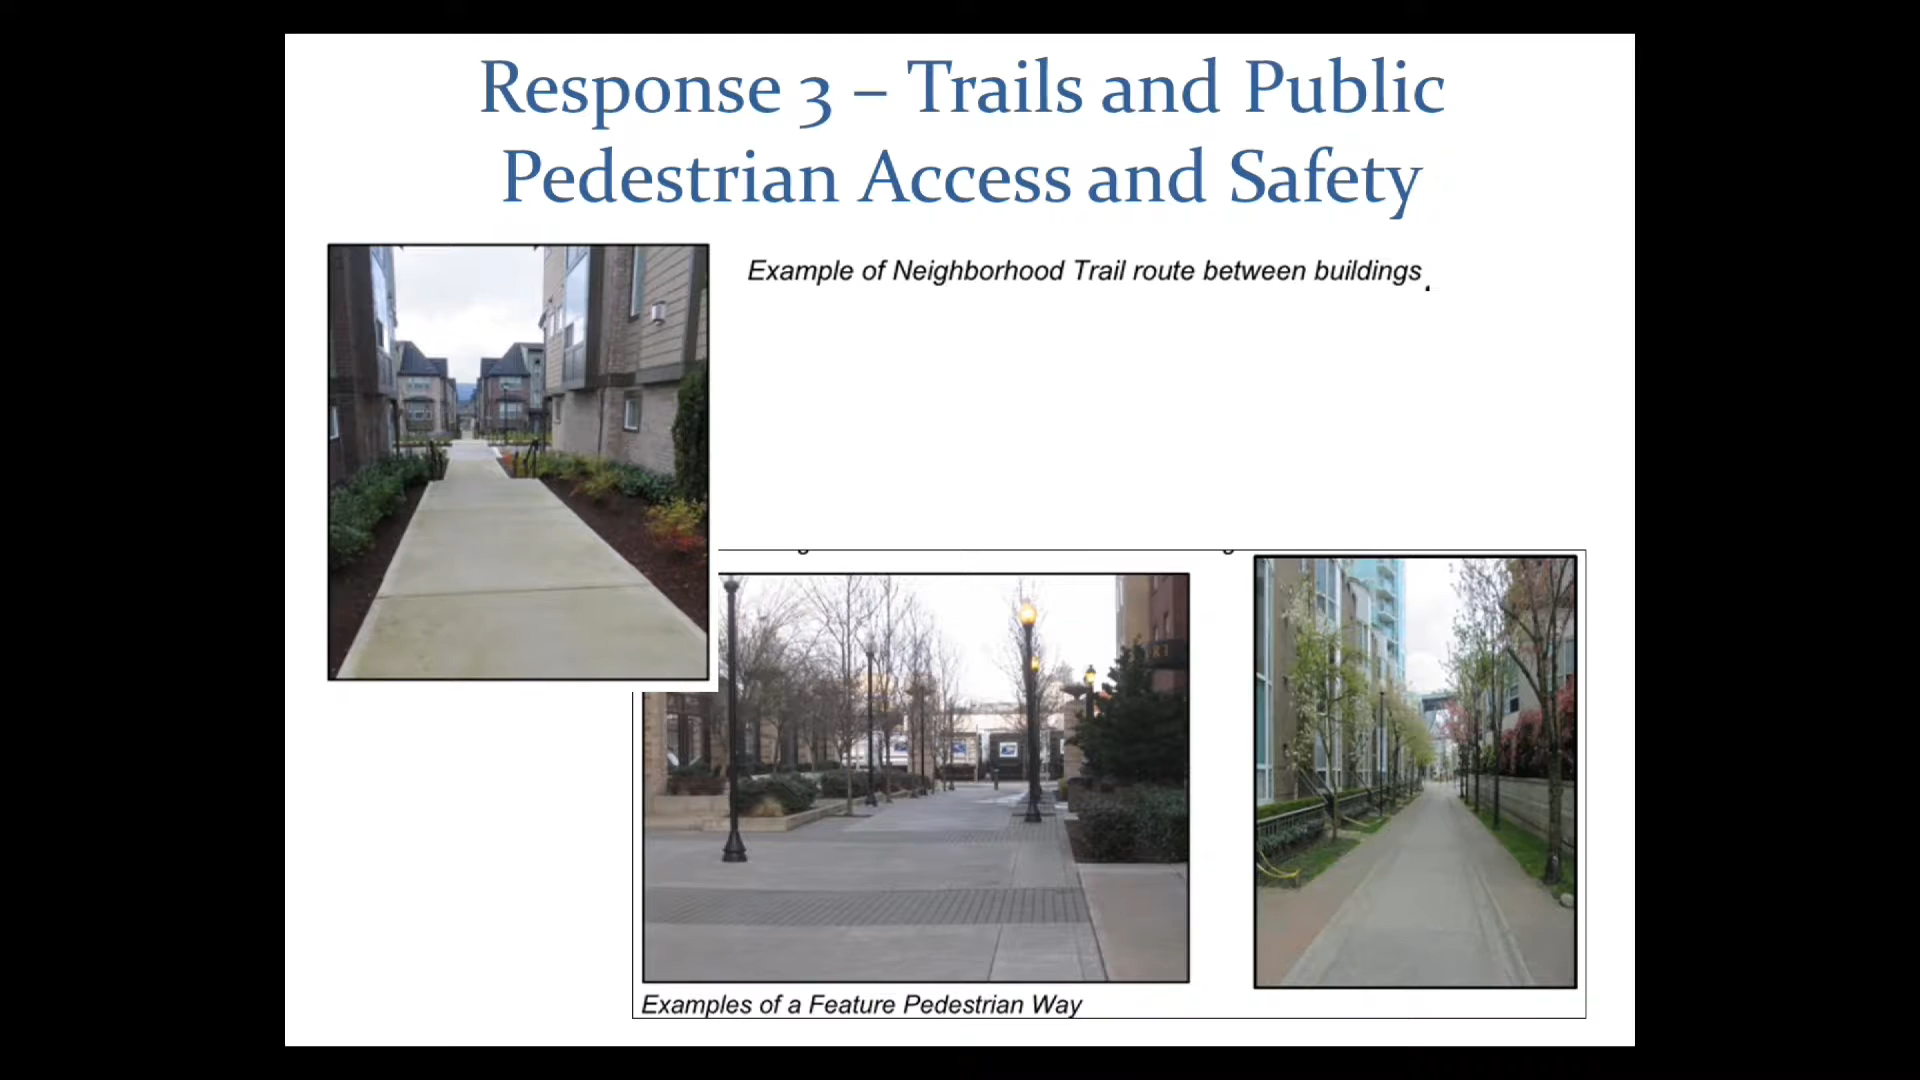 Response 3 – Trails and Public
Pedestrian Access and Safety
Example of Neighborhood Trail route between buildings
Examples of a Feature Pedestrian Way